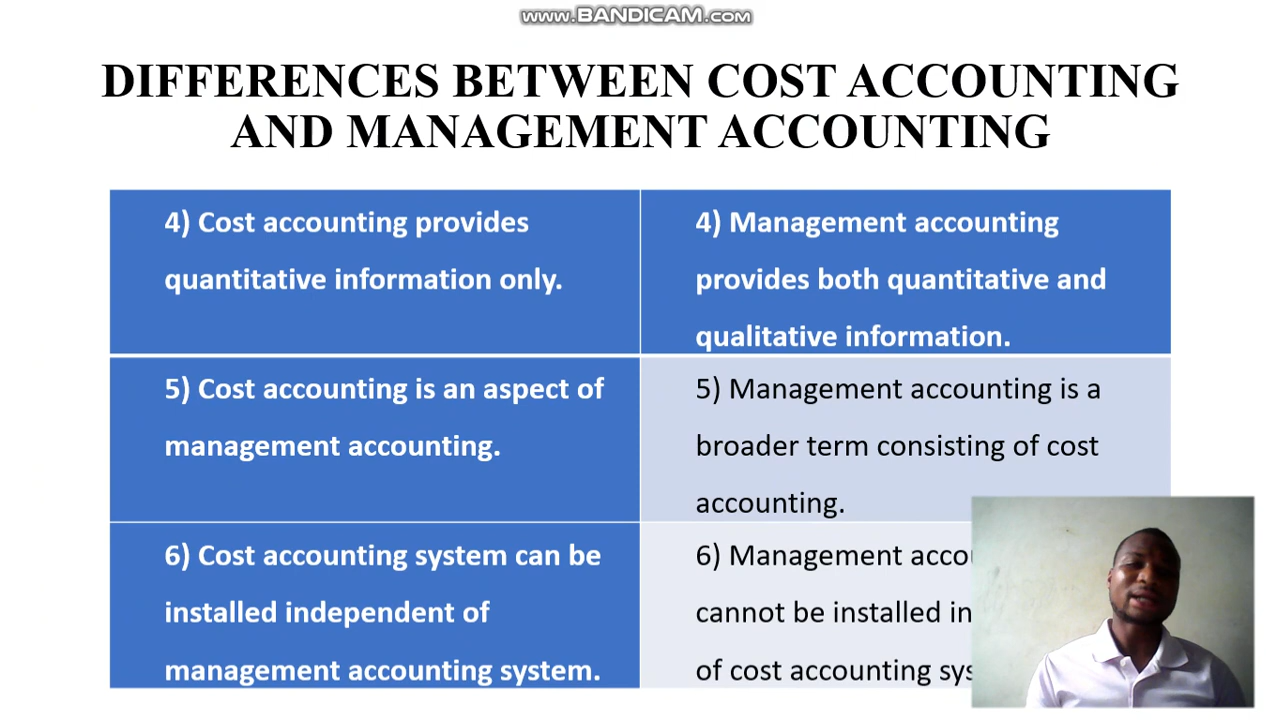 www.BANDICAM.com
DIFFERENCES BETWEEN COST ACCOUNTING
AND MANAGEMENT ACCOUNTING
4) Cost accounting provides
quantitative information only.
4) Management accounting
provides both quantitative and
qualitative information.
5) Cost accounting is an aspect of
management accounting.
5) Management accounting is a
broader term consisting of cost
accounting.
6) Cost accounting system can be
installed independent of
management accounting system.
6) Management
cannot be installed
of cost accounting